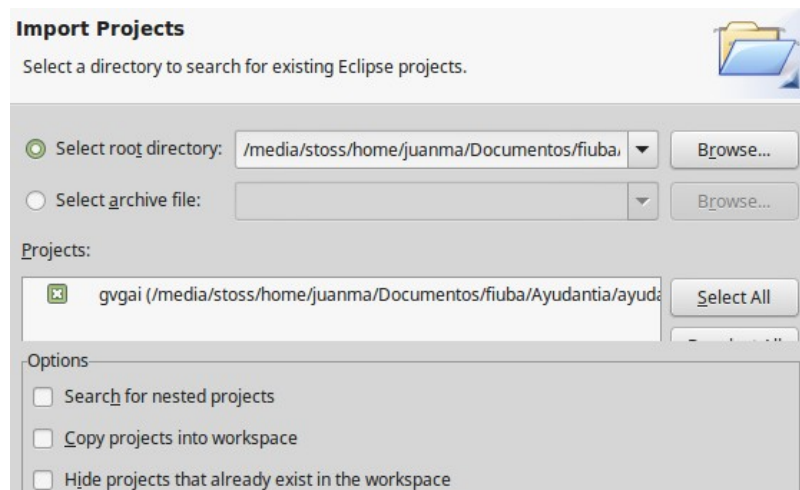 Import Projects
Select a directory to search for existing Eclipse projects.
Select root directory: /media/stoss/home/juanma/Documentos/fiuba/ Browse...
Select archive file: Browse...
Projects:
gvgai (/media/stoss/home/juanma/Documentos/fiuba/Ayudantia/ayuda Select All
Options
Search for nested projects
Copy projects into workspace
Hide projects that already exist in the workspace